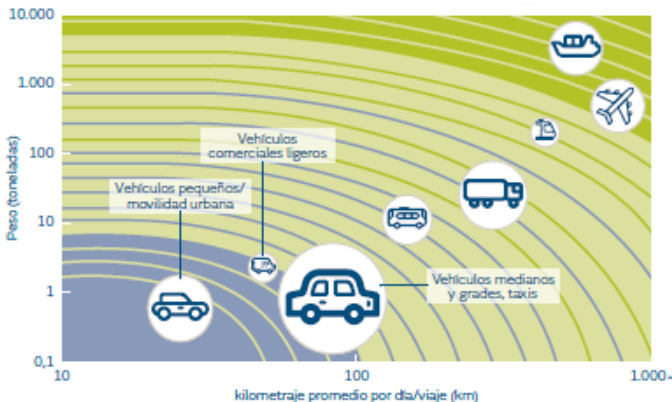 10.000
1.000
100
10
1
0,1
Peso (toneladas)
Vehículos
comerciales ligeros
Vehículos pequeños/
movilidad urbana
Vehículos medianos
y grades, taxis
10
100
1.000+
kilometraje promedio por día/viaje (km)